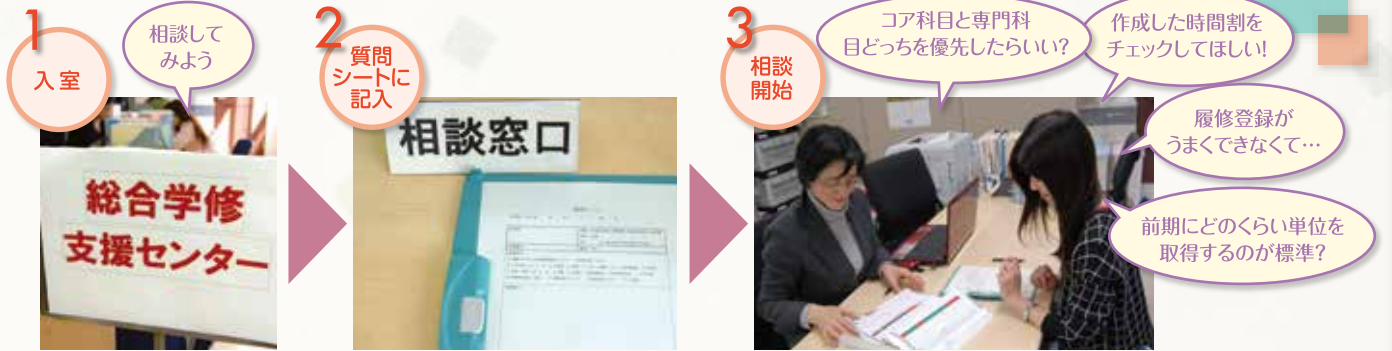 1
入室
相談して
みよう
総合学修
支援センター
2
質問
シートに
記入
相談窓口
3
相談
開始
コア科目と専門科
目どっちを優先したらいい?
作成した時間割を
チェックしてほしい!
履修登録が
うまくできなくて…
前期にどのくらい単位を
取得するのが標準?